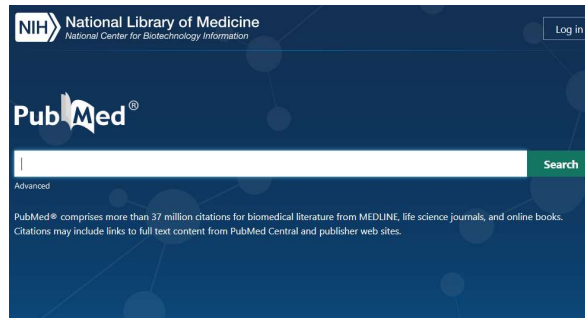 NIH National Library of Medicine
National Center for Biotechnology Information
Log in
PubMed®
Search
Advanced
PubMed® comprises more than 37 million citations for biomedical literature from MEDLINE, life science journals, and online books.
Citations may include links to full text content from PubMed Central and publisher web sites.